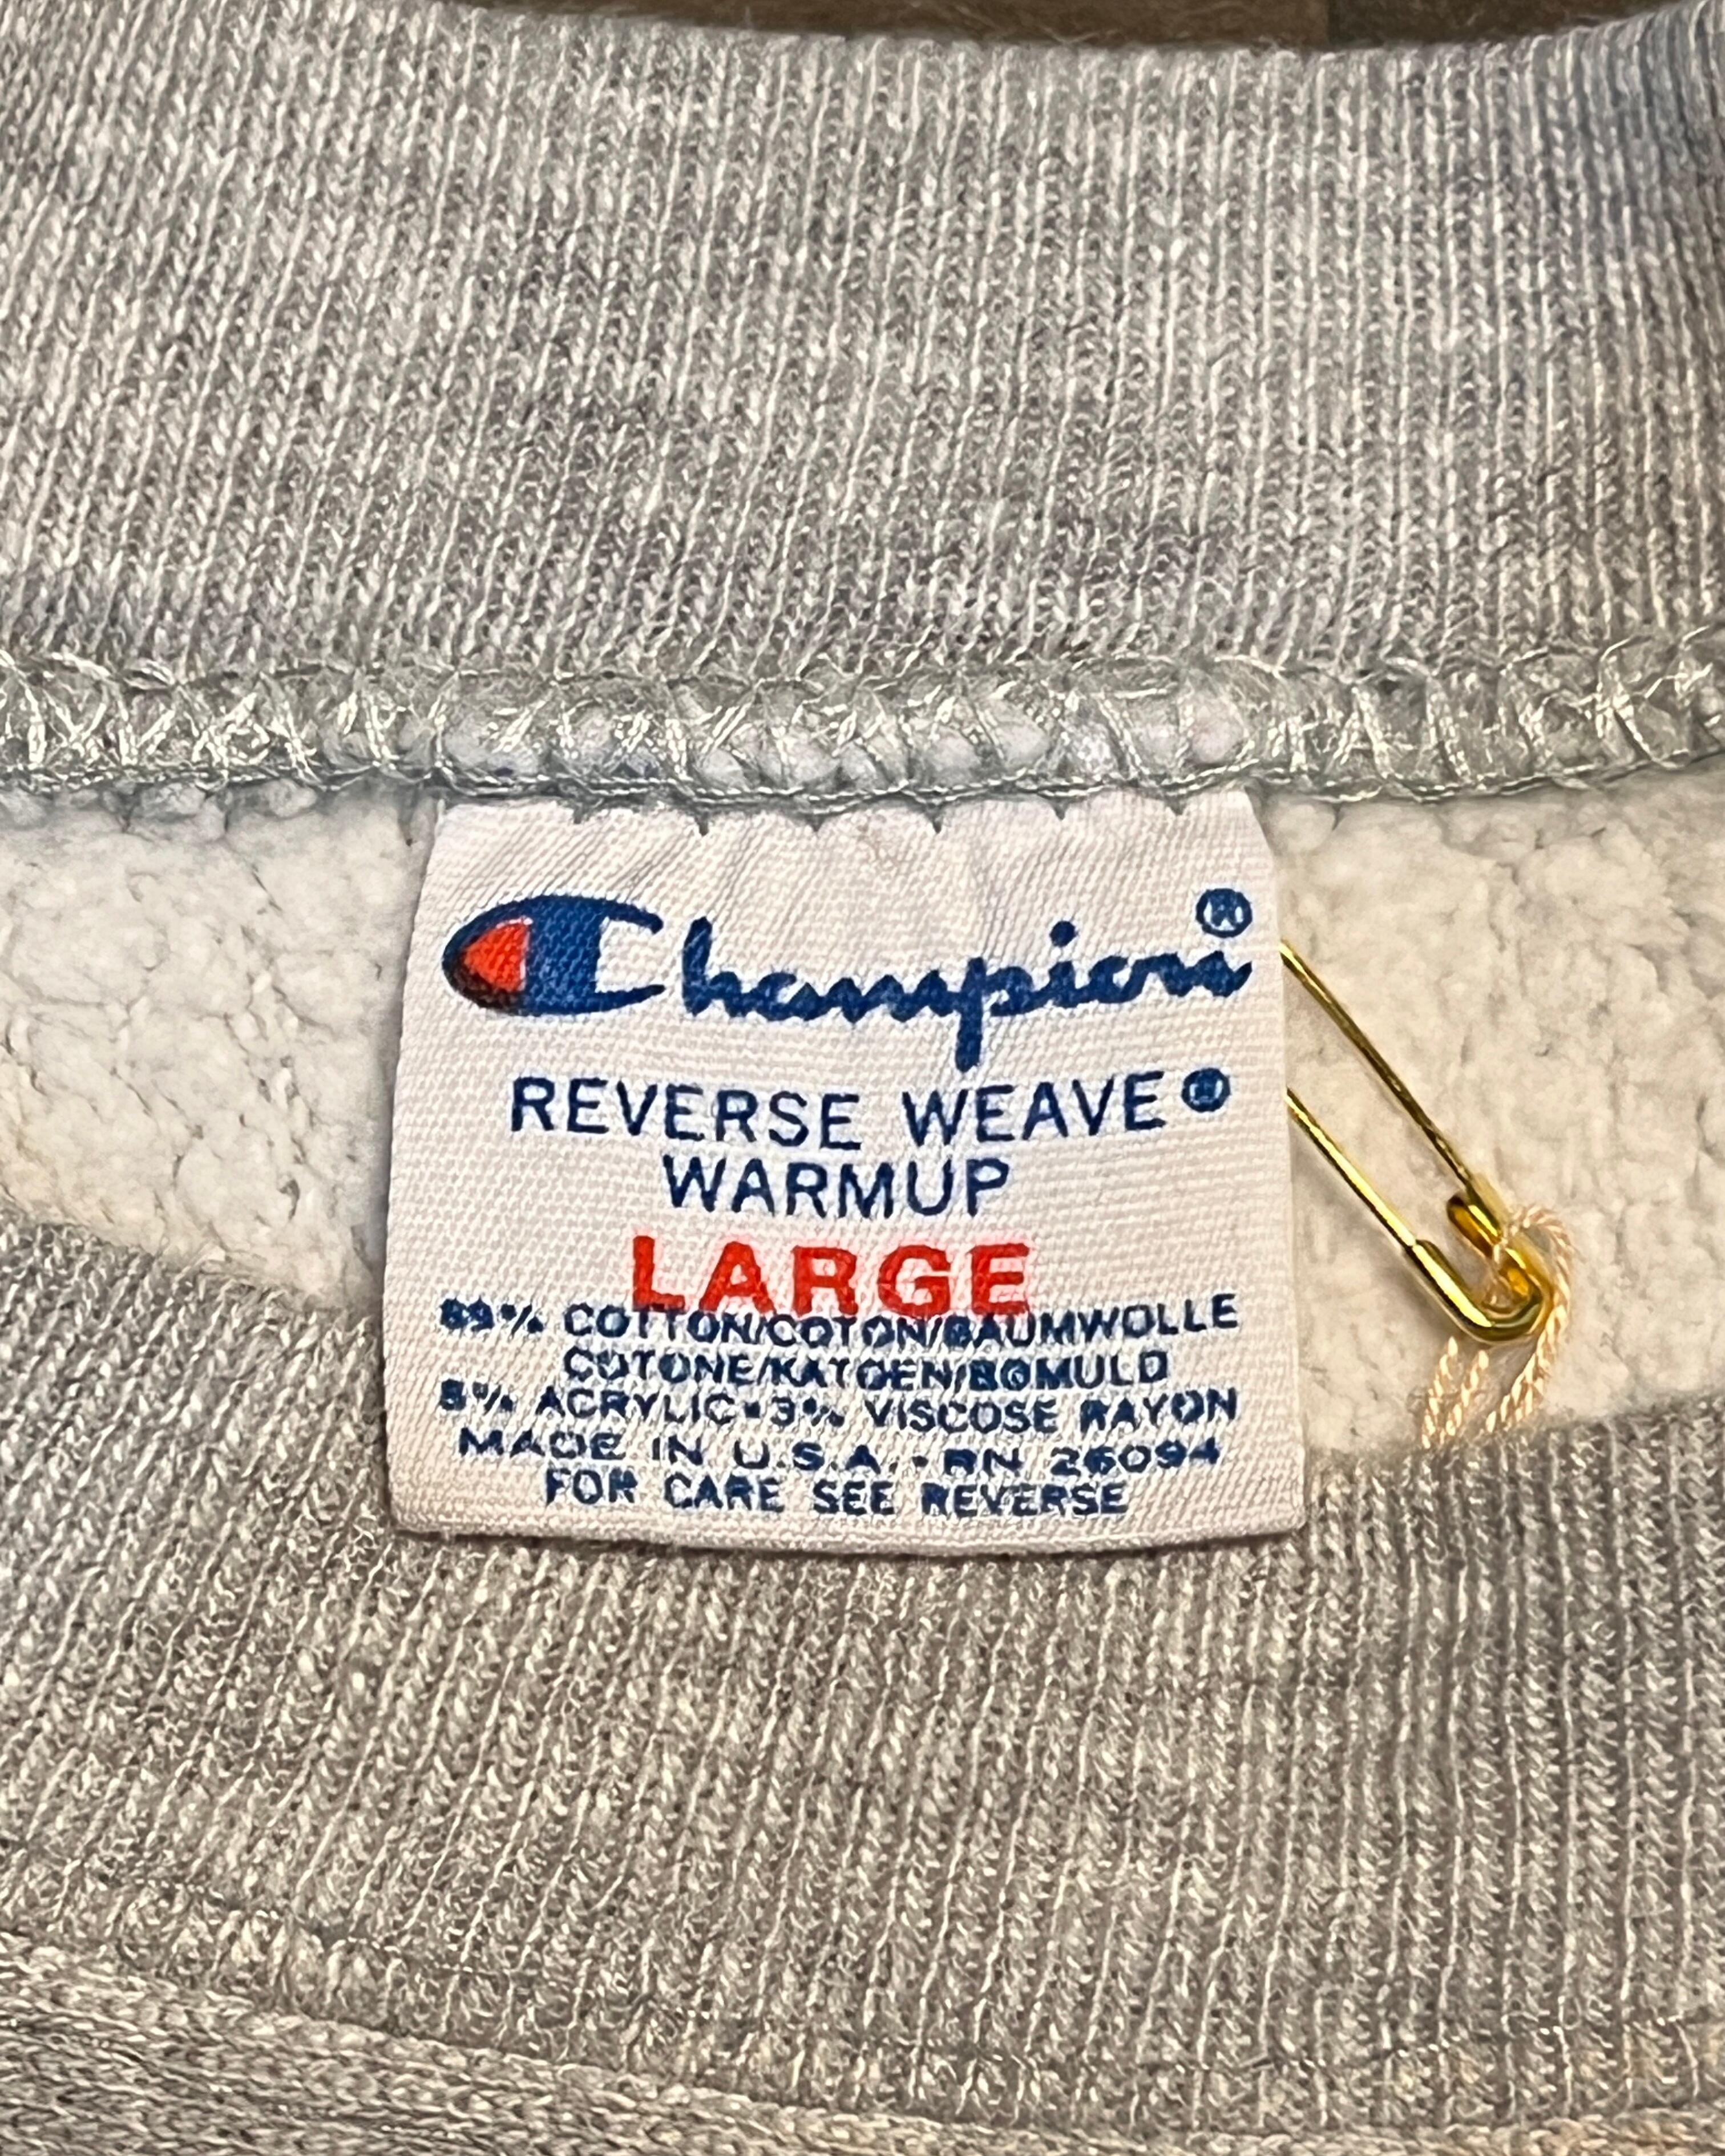 Champion®
REVERSE WEAVE®
WARMUP
LARGE
89% COTTON/COTON/BAUMWOLLE
COTONE/KATOEN/BOMULD
8% ACRYLIC • 3% VISCOSE RAYON
MADE IN U.S.A. - RN 26094
FOR CARE SEE REVERSE